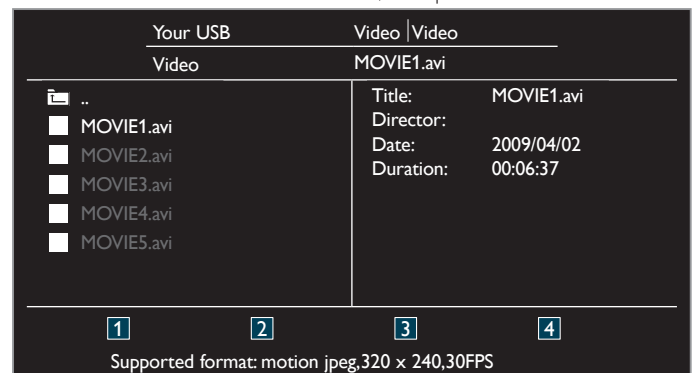 Your USB Video | Video
Video MOVIE1.avi
..
MOVIE1.avi
MOVIE2.avi
MOVIE3.avi
MOVIE4.avi
MOVIE5.avi
Title: MOVIE1.avi
Director:
Date: 2009/04/02
Duration: 00:06:37
1 2 3 4
Supported format: motion jpeg,320 x 240,30FPS